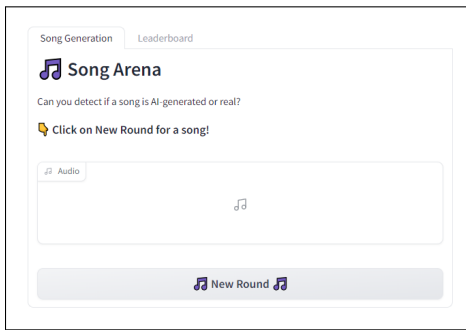 Song Generation
Leaderboard
🎵 Song Arena
Can you detect if a song is AI-generated or real?
👇 Click on New Round for a song!
Audio
🎵 New Round 🎵